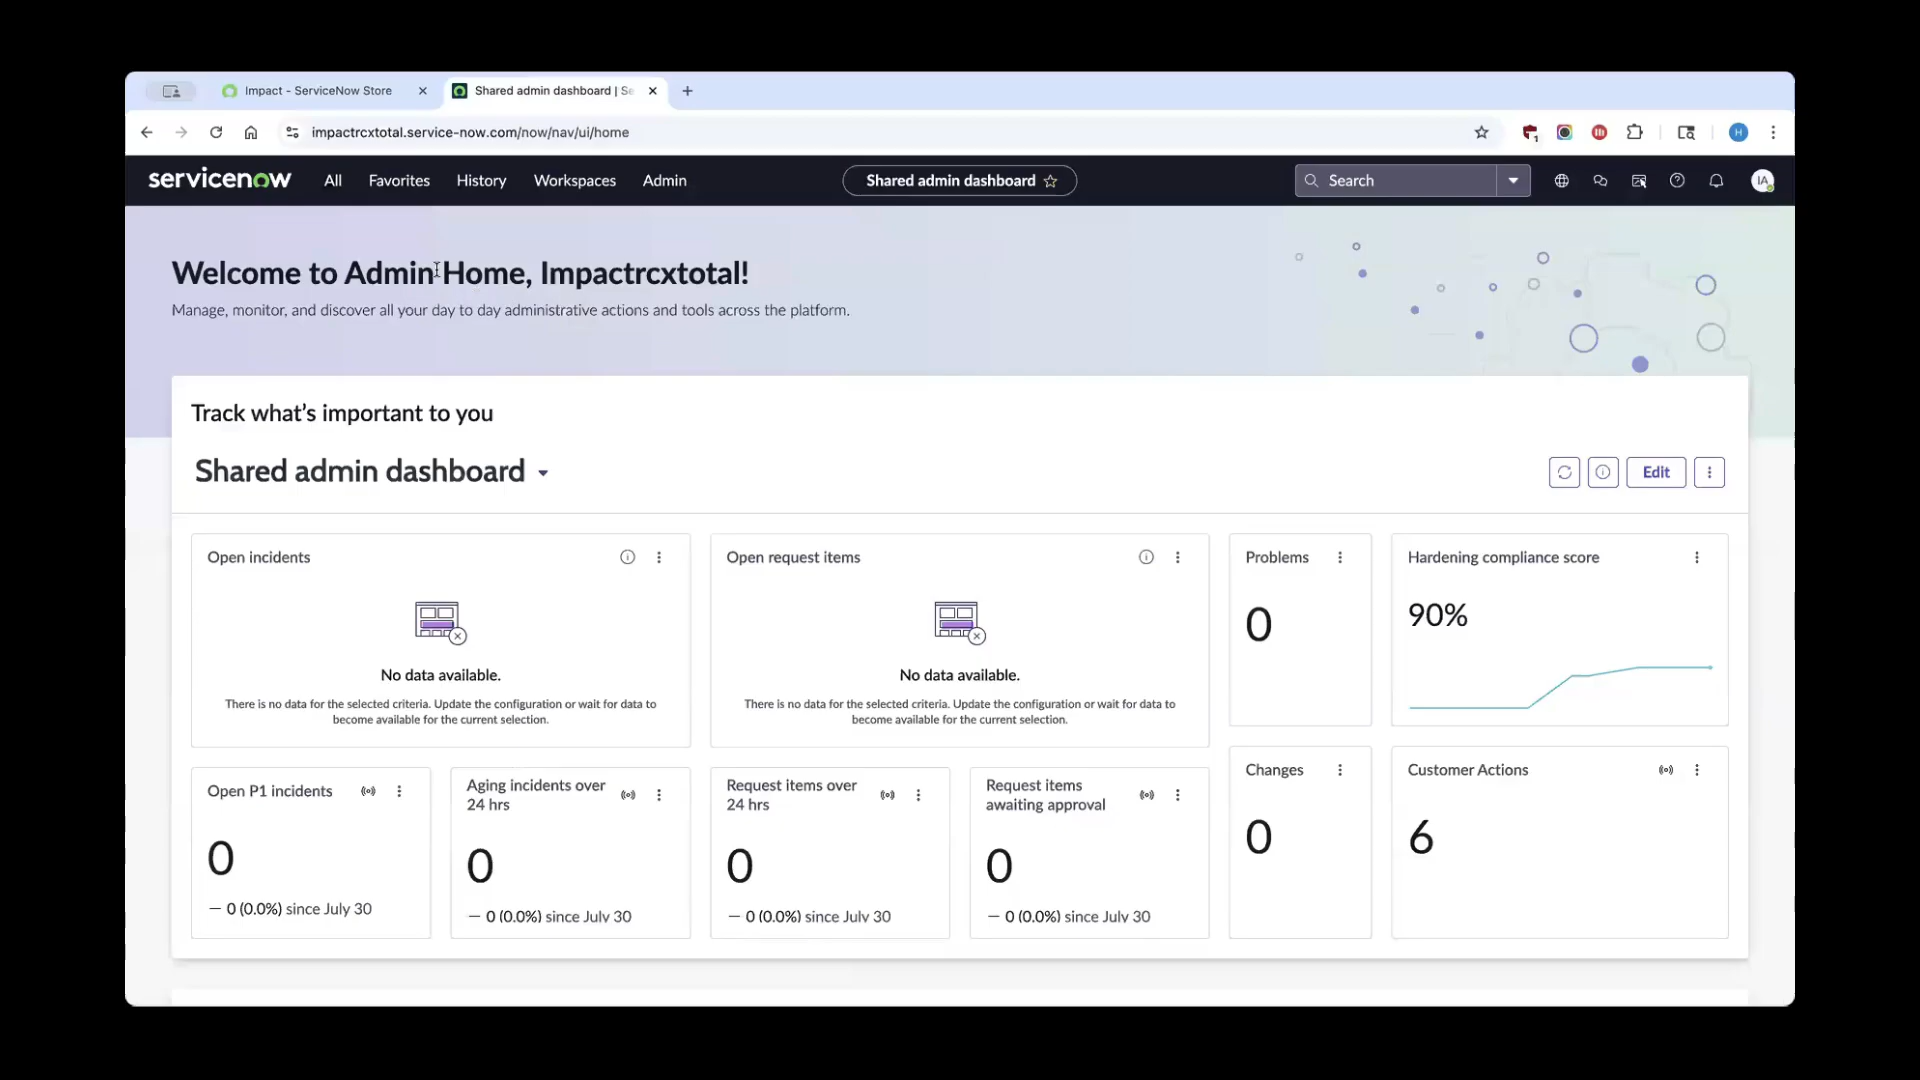 Impact - ServiceNow Store
Shared admin dashboard | Se
impactrcxtotal.service-now.com/now/nav/ui/home
1
H
servicenow
All
Favorites
History
Workspaces
Admin
Shared admin dashboard
Search
IA
Welcome to Admin Home, Impactrcxtotal!
Manage, monitor, and discover all your day to day administrative actions and tools across the platform.
Track what's important to you
Shared admin dashboard
Edit
Open incidents
No data available.
There is no data for the selected criteria. Update the configuration or wait for data to
become available for the current selection.
Open request items
No data available.
There is no data for the selected criteria. Update the configuration or wait for data to
become available for the current selection.
Problems
0
Hardening compliance score
90%
Open P1 incidents
0
— 0 (0.0%) since July 30
Aging incidents over
24 hrs
0
— 0 (0.0%) since July 30
Request items over
24 hrs
0
— 0 (0.0%) since July 30
Request items
awaiting approval
0
— 0 (0.0%) since July 30
Changes
0
Customer Actions
6